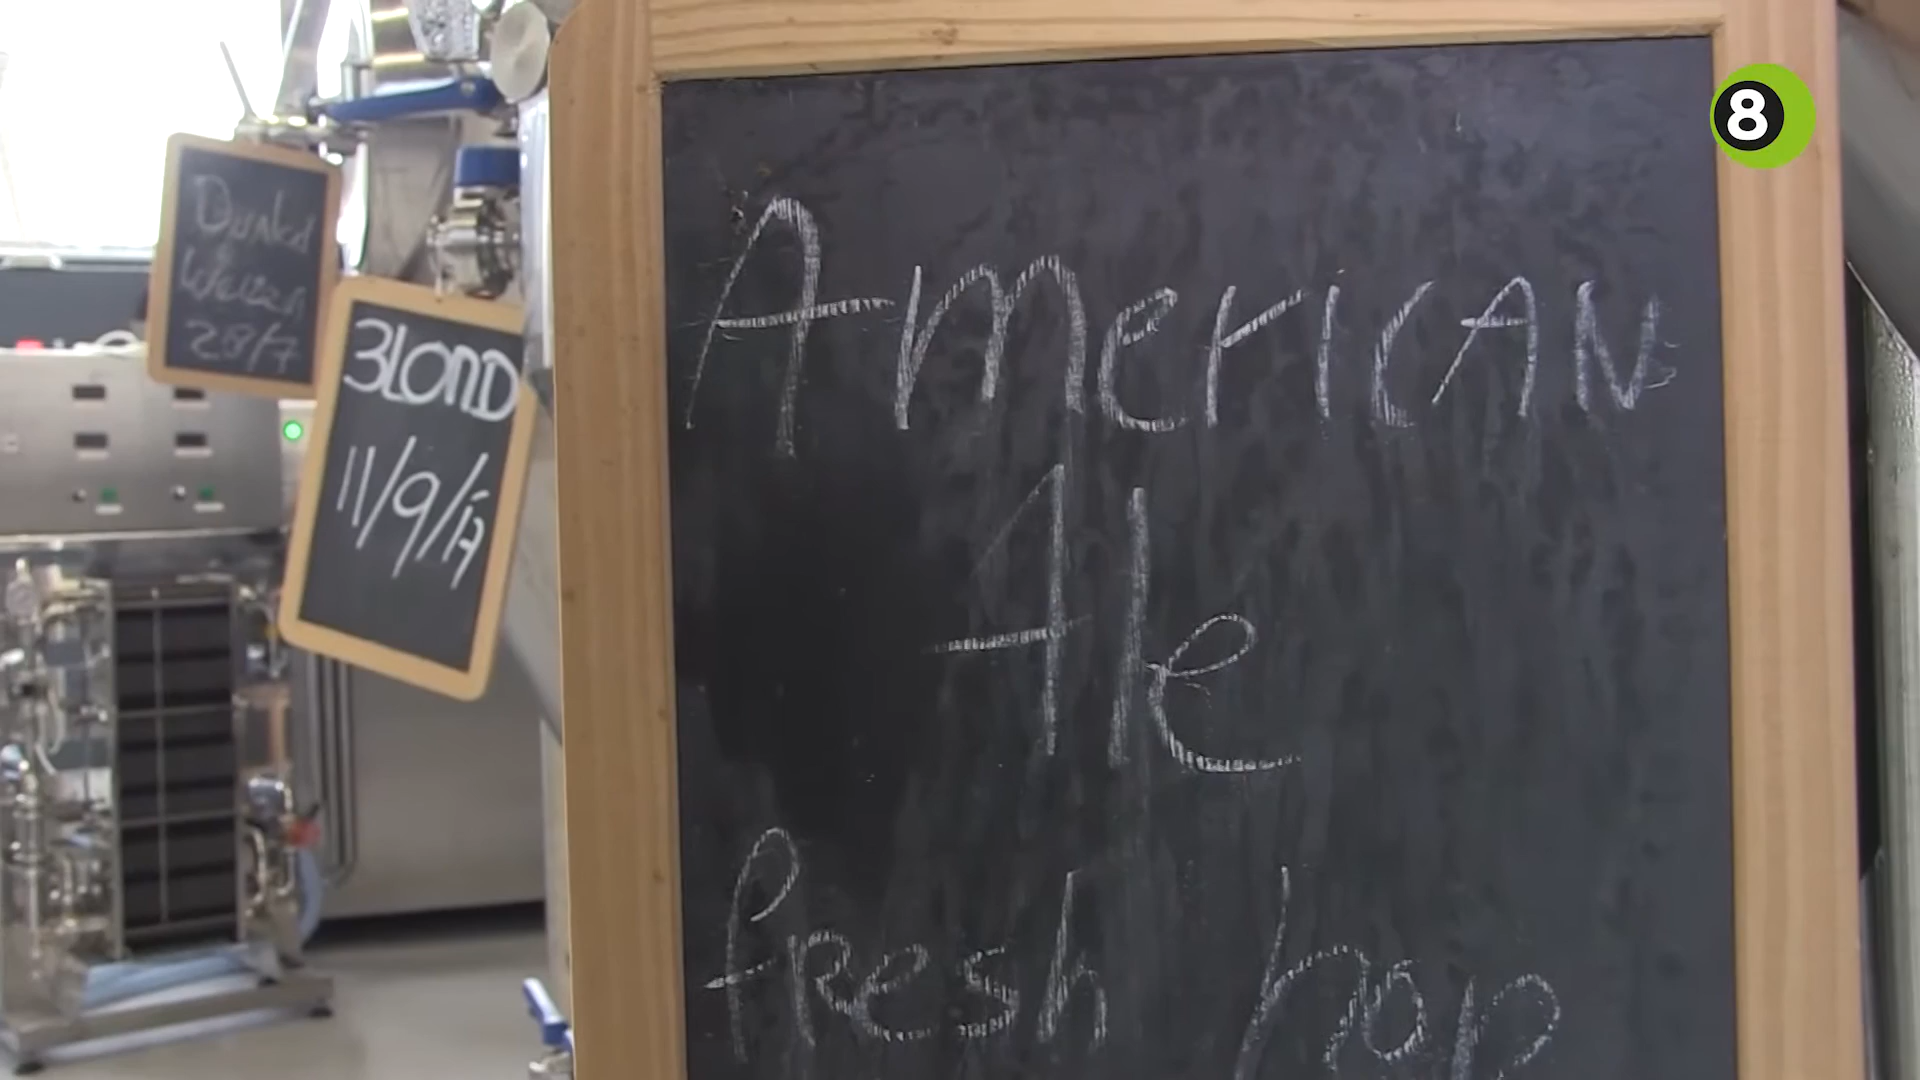 Dunkel
Weizen
28/7
BLOND
11/9/17
American
Ale
fresh hop
8